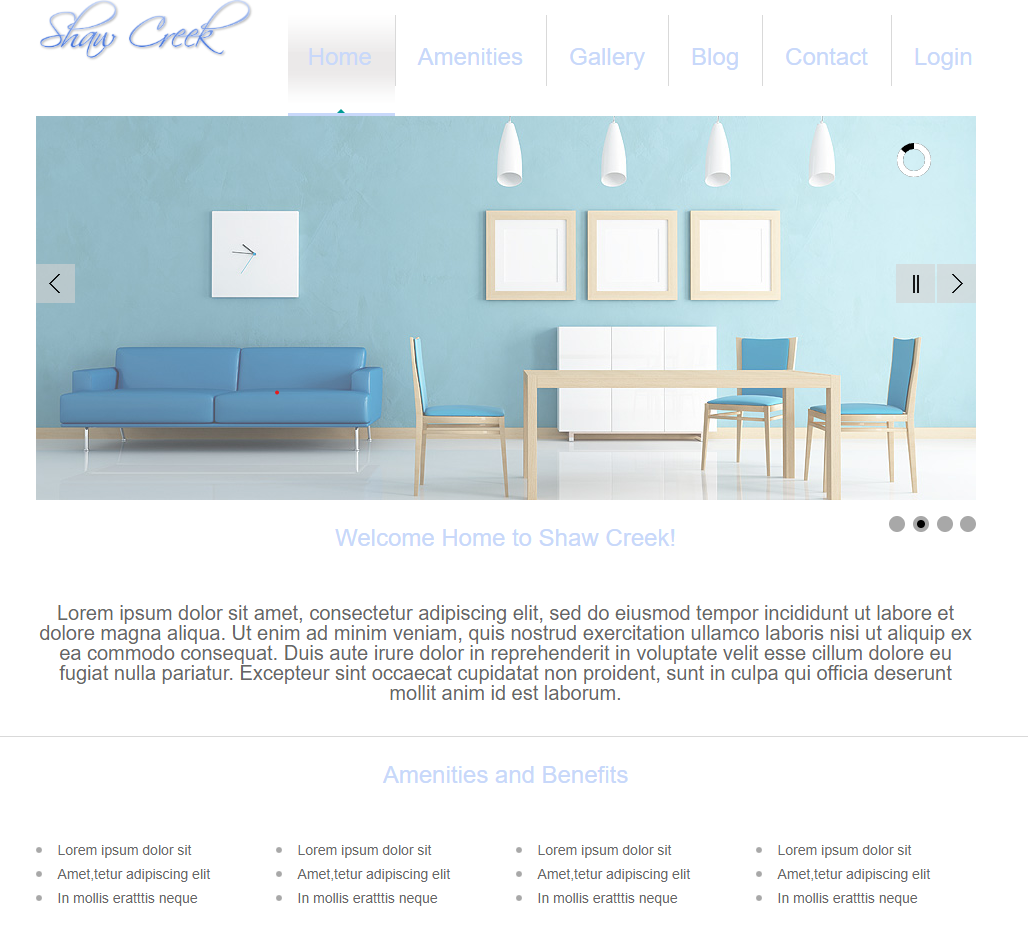 Shaw Creek
Home Amenities Gallery Blog Contact Login
Welcome Home to Shaw Creek!
Lorem ipsum dolor sit amet, consectetur adipiscing elit, sed do eiusmod tempor incididunt ut labore et
dolore magna aliqua. Ut enim ad minim veniam, quis nostrud exercitation ullamco laboris nisi ut aliquip ex
ea commodo consequat. Duis aute irure dolor in reprehenderit in voluptate velit esse cillum dolore eu
fugiat nulla pariatur. Excepteur sint occaecat cupidatat non proident, sunt in culpa qui officia deserunt
mollit anim id est laborum.
Amenities and Benefits
Lorem ipsum dolor sit
Amet,tetur adipiscing elit
In mollis eratttis neque
Lorem ipsum dolor sit
Amet,tetur adipiscing elit
In mollis eratttis neque
Lorem ipsum dolor sit
Amet,tetur adipiscing elit
In mollis eratttis neque
Lorem ipsum dolor sit
Amet,tetur adipiscing elit
In mollis eratttis neque